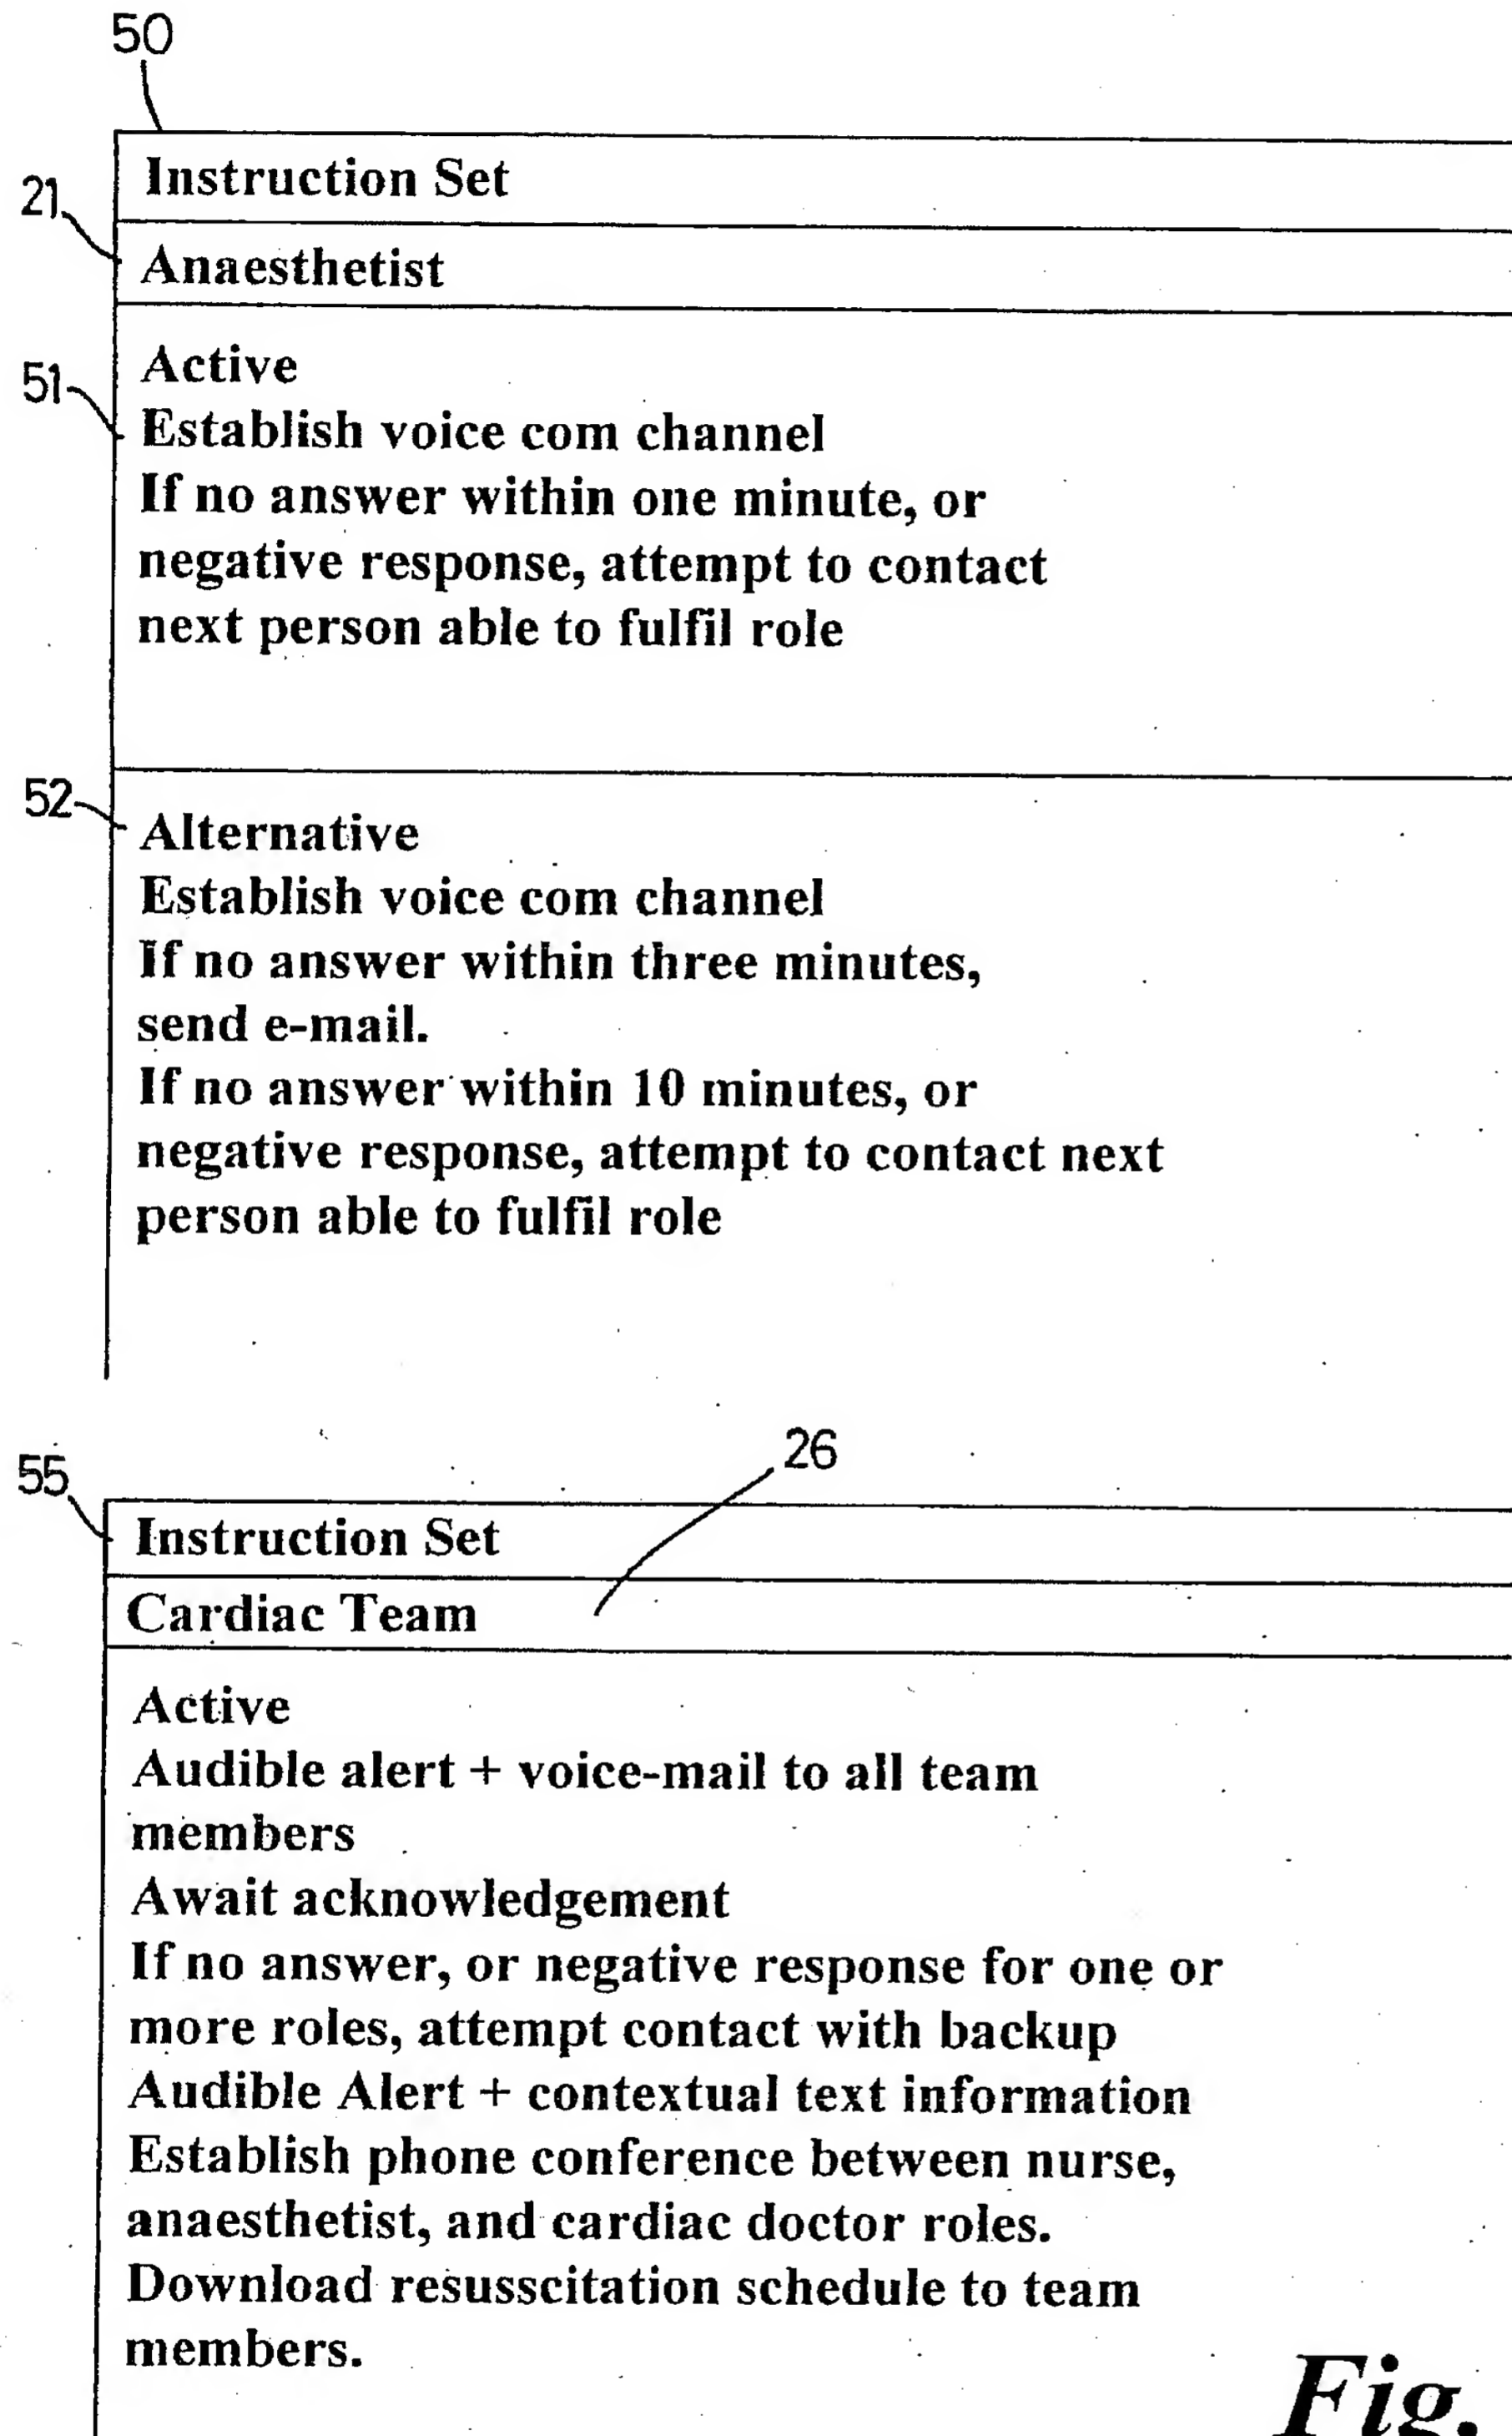 50
Instruction Set
21
Anaesthetist
Active
51
Establish voice com channel
If no answer within one minute, or
negative response, attempt to contact
next person able to fulfil role
52
Alternative
Establish voice com channel
If no answer within three minutes,
send e-mail.
If no answer within 10 minutes, or
negative response, attempt to contact next
person able to fulfil role
26
55
Instruction Set
Cardiac Team
Active
Audible alert + voice-mail to all team
members
Await acknowledgement
If no answer, or negative response for one or
more roles, attempt contact with backup
Audible Alert + contextual text information
Establish phone conference between nurse,
anaesthetist, and cardiac doctor roles.
Download resusscitation schedule to team
members.
Fig.